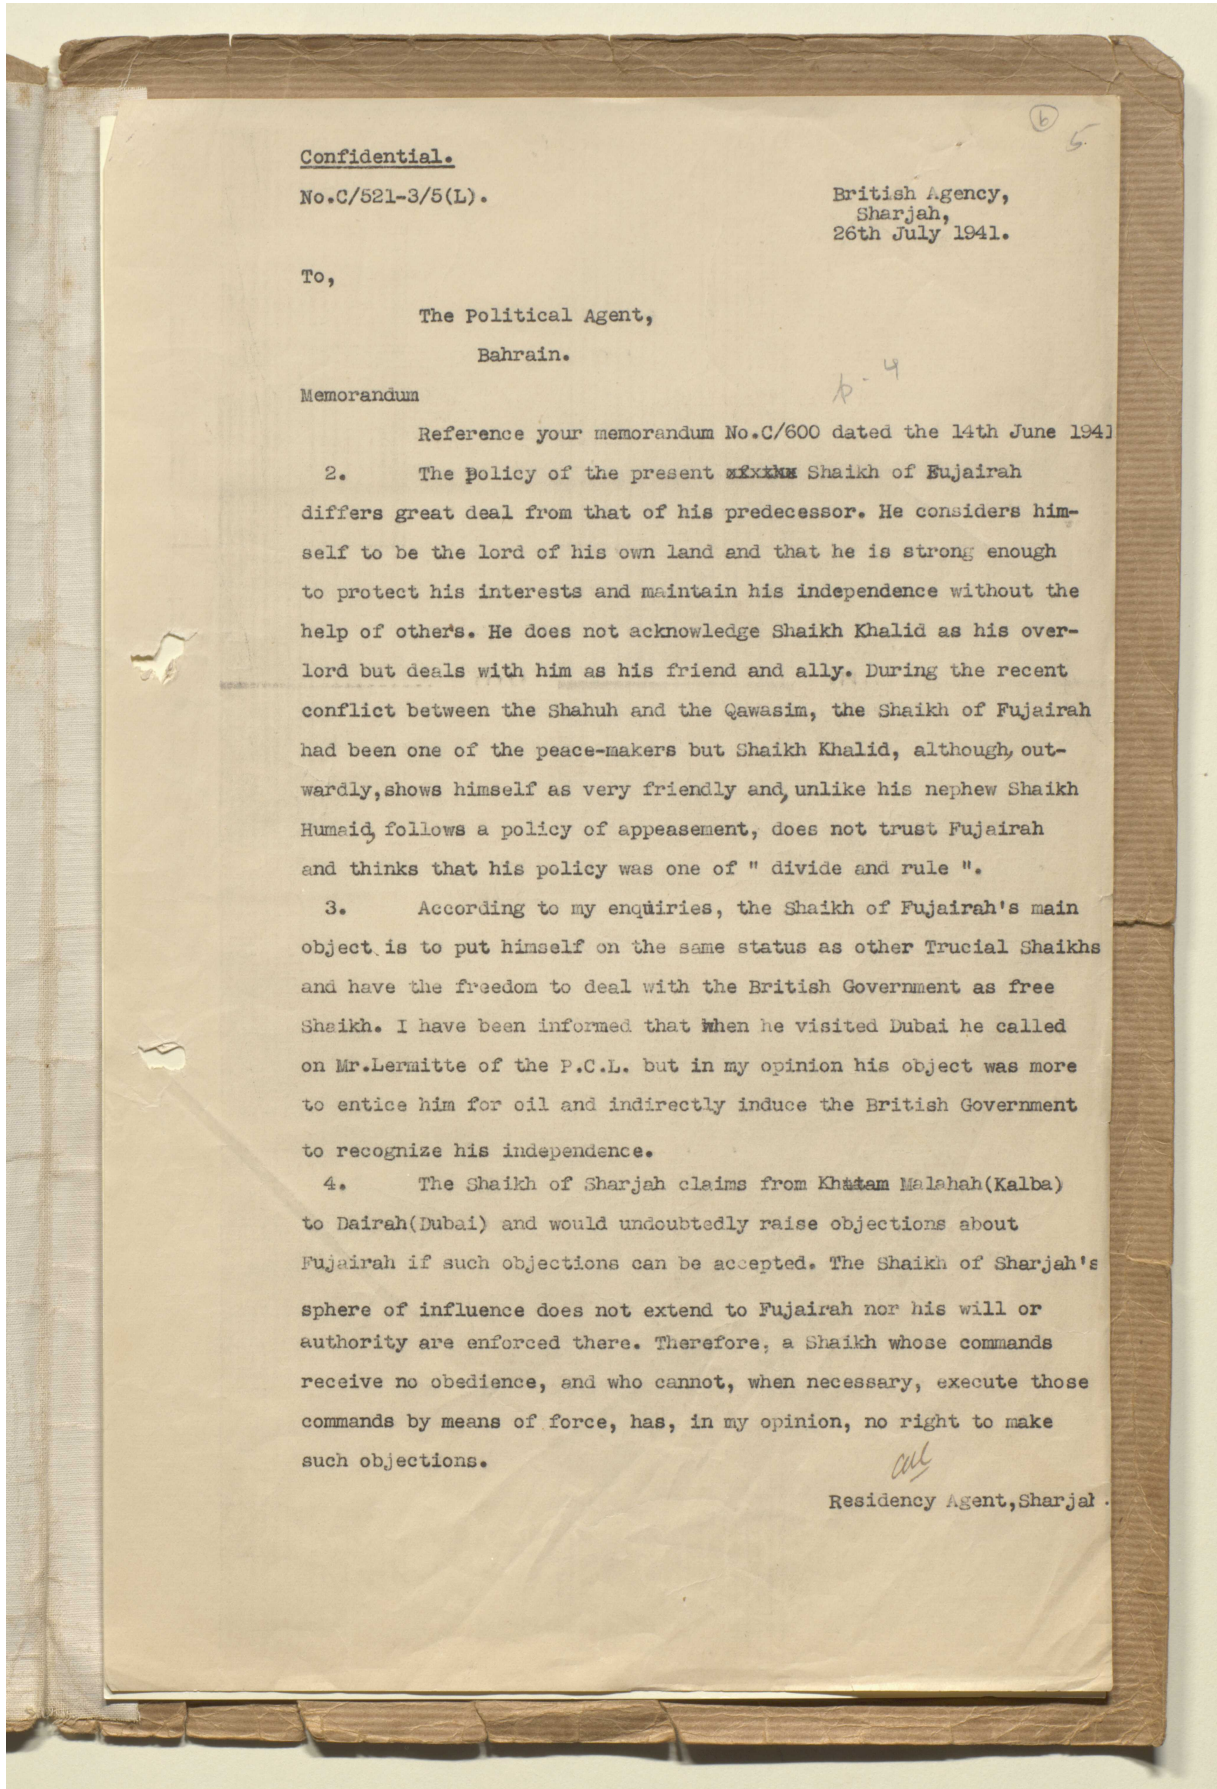 6
5.
Confidential.
No.C/521-3/5(L).
British Agency,
Sharjah,
26th July 1941.
To,
The Political Agent,
Bahrain.
p. 4
Memorandum
Reference your memorandum No.C/600 dated the 14th June 1941
2. The policy of the present Shaikh of Fujairah
differs great deal from that of his predecessor. He considers him-
self to be the lord of his own land and that he is strong enough
to protect his interests and maintain his independence without the
help of others. He does not acknowledge Shaikh Khalid as his over-
lord but deals with him as his friend and ally. During the recent
conflict between the Shahuh and the Qawasim, the Shaikh of Fujairah
had been one of the peace-makers but Shaikh Khalid, although, out-
wardly, shows himself as very friendly and, unlike his nephew Shaikh
Humaid, follows a policy of appeasement, does not trust Fujairah
and thinks that his policy was one of " divide and rule ".
3. According to my enquiries, the Shaikh of Fujairah's main
object is to put himself on the same status as other Trucial Shaikhs
and have the freedom to deal with the British Government as free
Shaikh. I have been informed that when he visited Dubai he called
on Mr.Lermitte of the P.C.L. but in my opinion his object was more
to entice him for oil and indirectly induce the British Government
to recognize his independence.
4. The Shaikh of Sharjah claims from Khatam Malahah(Kalba)
to Dairah(Dubai) and would undoubtedly raise objections about
Fujairah if such objections can be accepted. The Shaikh of Sharjah's
sphere of influence does not extend to Fujairah nor his will or
authority are enforced there. Therefore, a Shaikh whose commands
receive no obedience, and who cannot, when necessary, execute those
commands by means of force, has, in my opinion, no right to make
such objections.
Residency Agent,Sharjah.